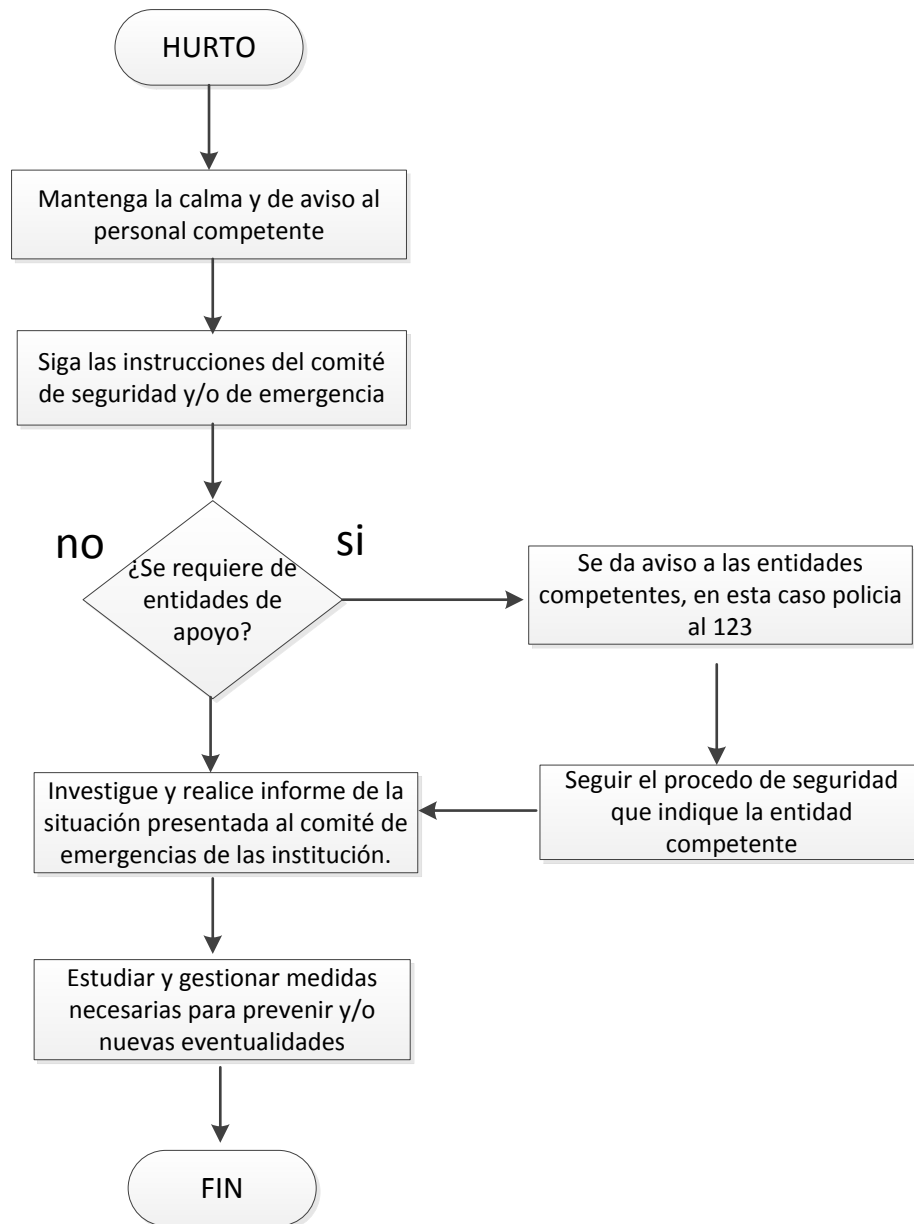 HURTO
Mantenga la calma y de aviso al
personal competente
Siga las instrucciones del comité
de seguridad y/o de emergencia
no
si
¿Se requiere de
entidades de
apoyo?
Se da aviso a las entidades
competentes, en esta caso policia
al 123
Seguir el procedo de seguridad
que indique la entidad
competente
Investigue y realice informe de la
situación presentada al comité de
emergencias de las institución.
Estudiar y gestionar medidas
necesarias para prevenir y/o
nuevas eventualidades
FIN